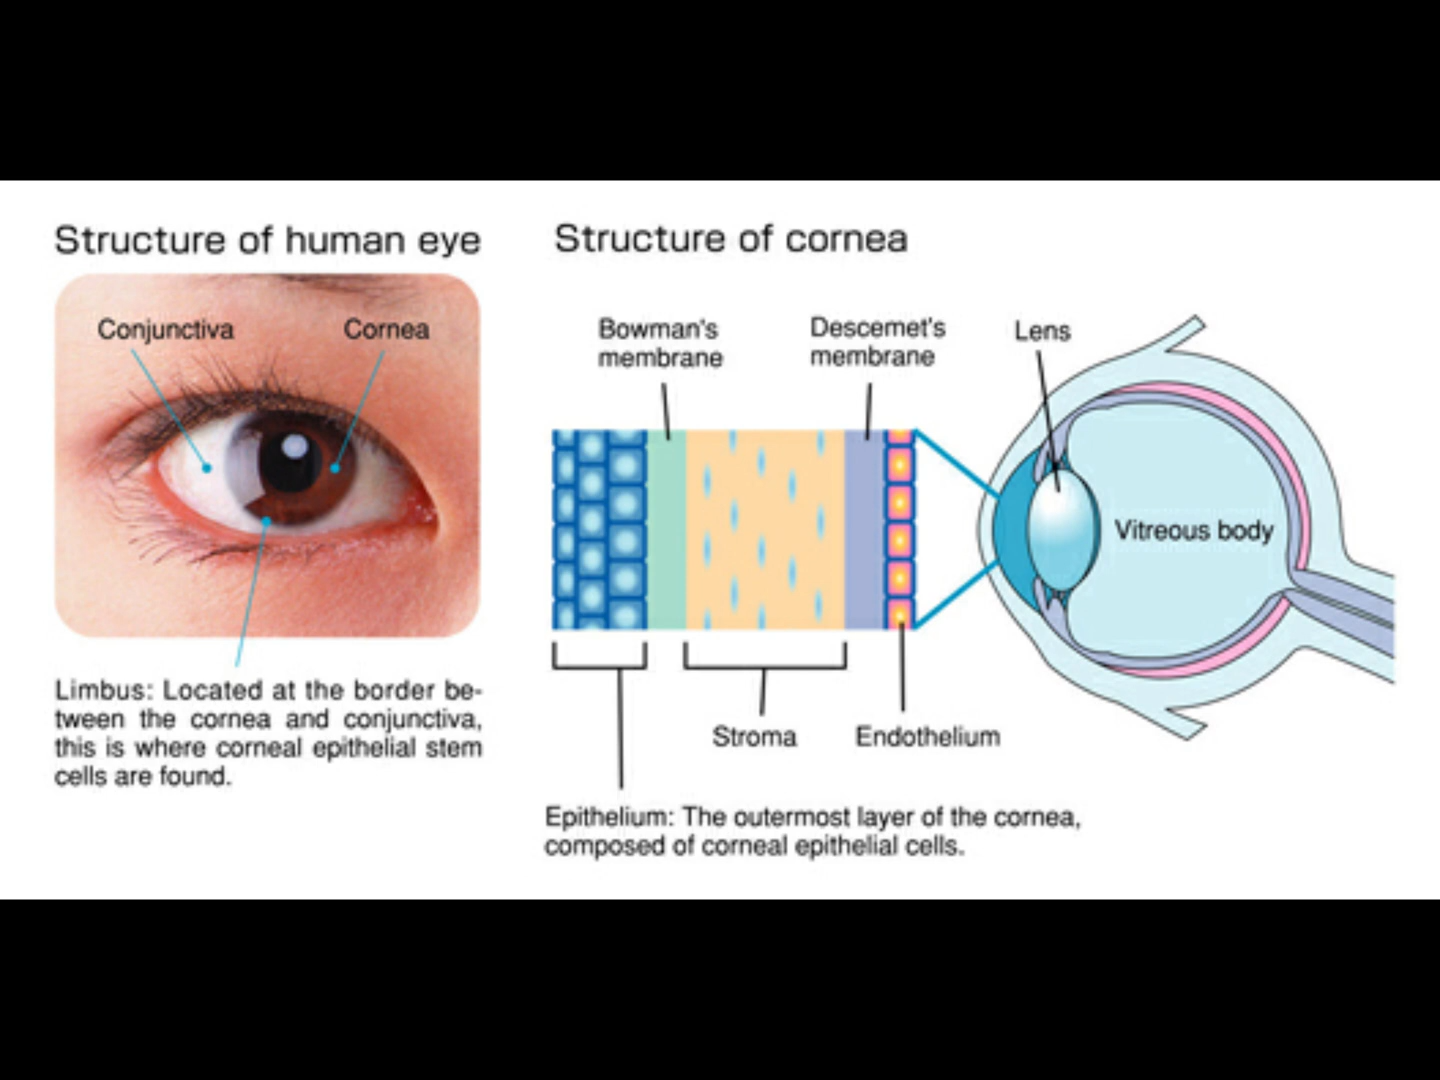 Structure of human eye
Conjunctiva
Cornea
Limbus: Located at the border be-
tween the cornea and conjunctiva,
this is where corneal epithelial stem
cells are found.
Structure of cornea
Bowman's
membrane
Descemet's
membrane
Lens
Vitreous body
Stroma
Endothelium
Epithelium: The outermost layer of the cornea,
composed of corneal epithelial cells.